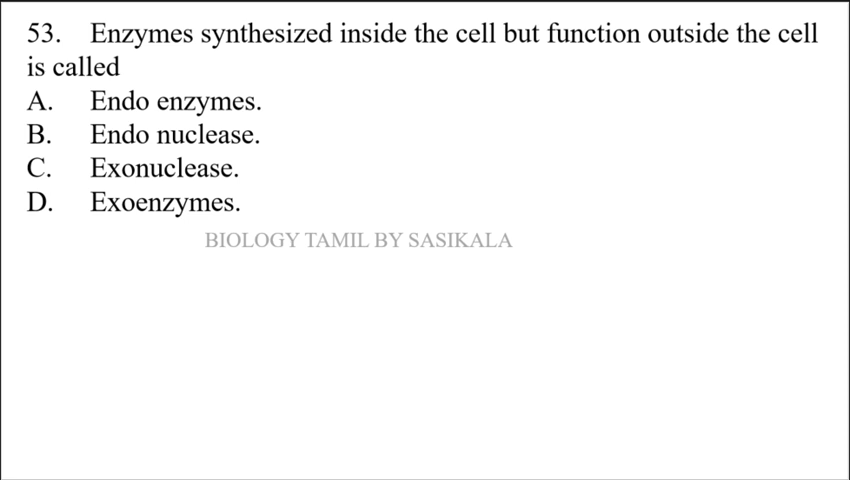 53. Enzymes synthesized inside the cell but function outside the cell
is called
A. Endo enzymes.
B. Endo nuclease.
C. Exonuclease.
D. Exoenzymes.
BIOLOGY TAMIL BY SASIKALA